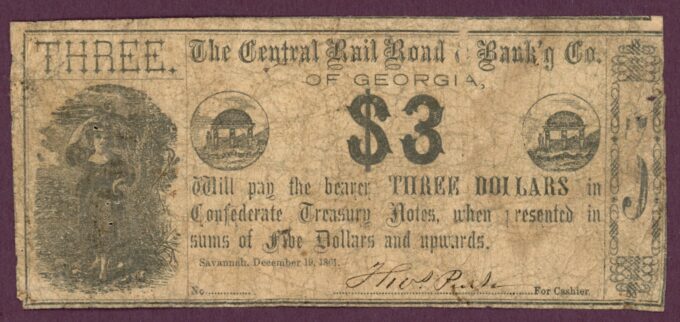 THREE.
The Central Rail Road & Bank'g Co.
OF GEORGIA,
$3
Will pay the bearer THREE DOLLARS in
Confederate Treasury Notes, when presented in
sums of Five Dollars and upwards.
Savannah, December 19, 1861.
No. For Cashier.